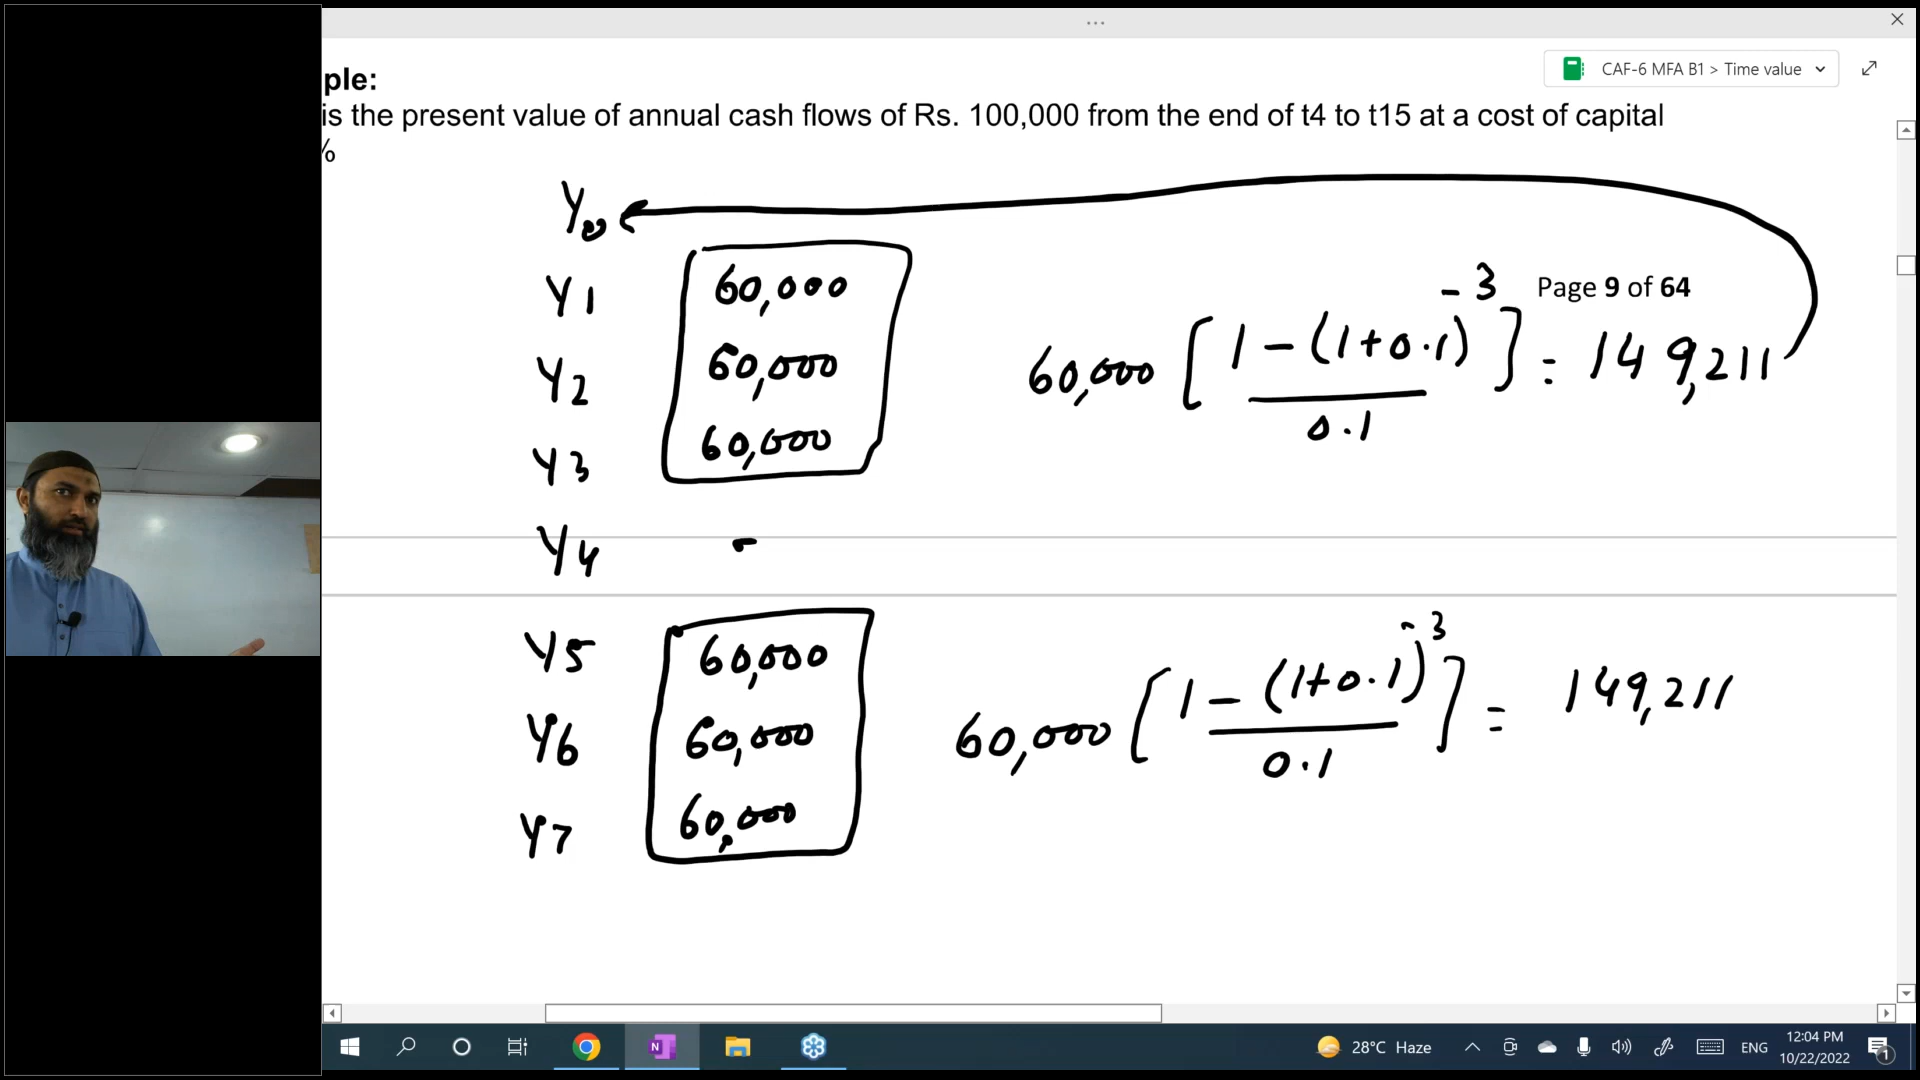 ...
CAF-6 MFA B1 > Time value
ple:
is the present value of annual cash flows of Rs. 100,000 from the end of t4 to t15 at a cost of capital
%
Y0
Y1 60,000
Page 9 of 64
Y2 60,000
60,000 [1-(1+0.1)^-3 / 0.1] = 149,211
Y3 60,000
Y4 -
Y5 60,000
Y6 60,000
60,000 [1-(1+0.1)^-3 / 0.1] = 149,211
Y7 60,000
28°C Haze
ENG
12:04 PM
10/22/2022
1